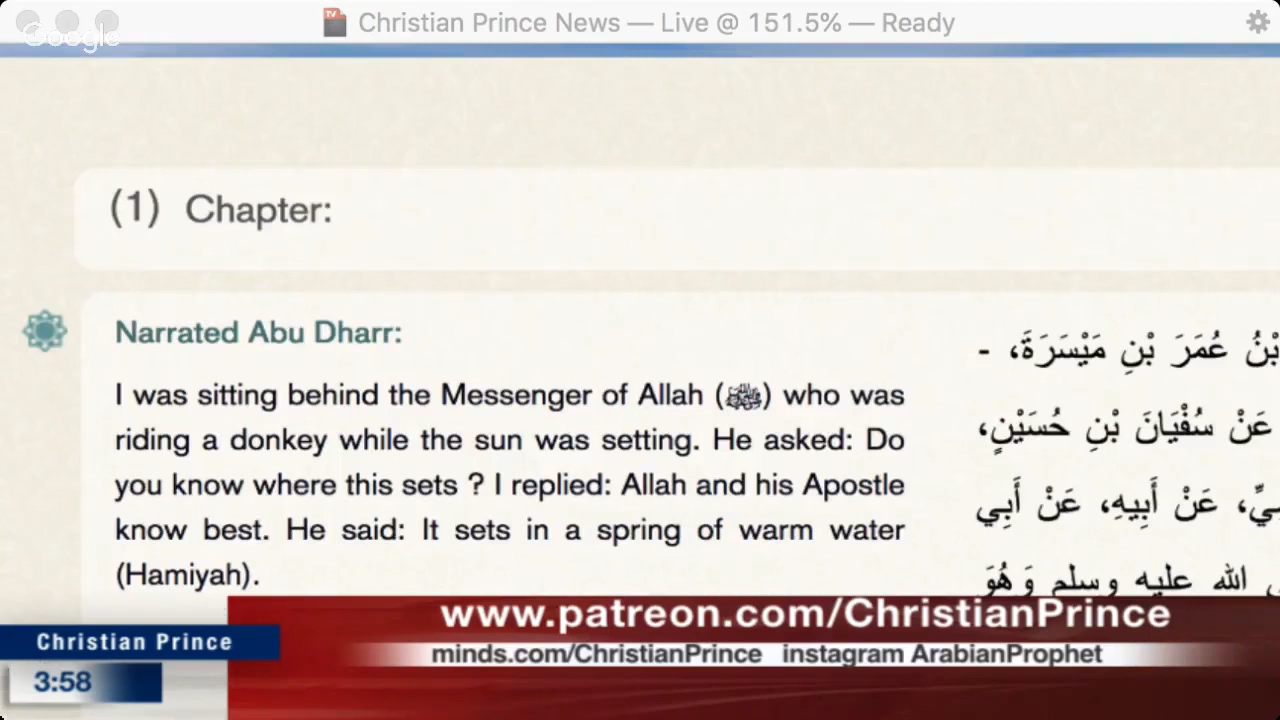 Christian Prince News — Live @ 151.5% — Ready
Google
(1) Chapter:
Narrated Abu Dharr:
I was sitting behind the Messenger of Allah (ﷺ) who was
riding a donkey while the sun was setting. He asked: Do
you know where this sets ? I replied: Allah and his Apostle
know best. He said: It sets in a spring of warm water
(Hamiyah).
بْنُ عُمَرَ بْنِ مَيْسَرَةَ، -
عَنْ سُفْيَانَ بْنِ حُسَيْنٍ،
عَنْ أَبِيهِ، عَنْ أَبِي
الله عليه وسلم وَهُوَ
www.patreon.com/ChristianPrince
minds.com/ChristianPrince instagram ArabianProphet
Christian Prince
3:58